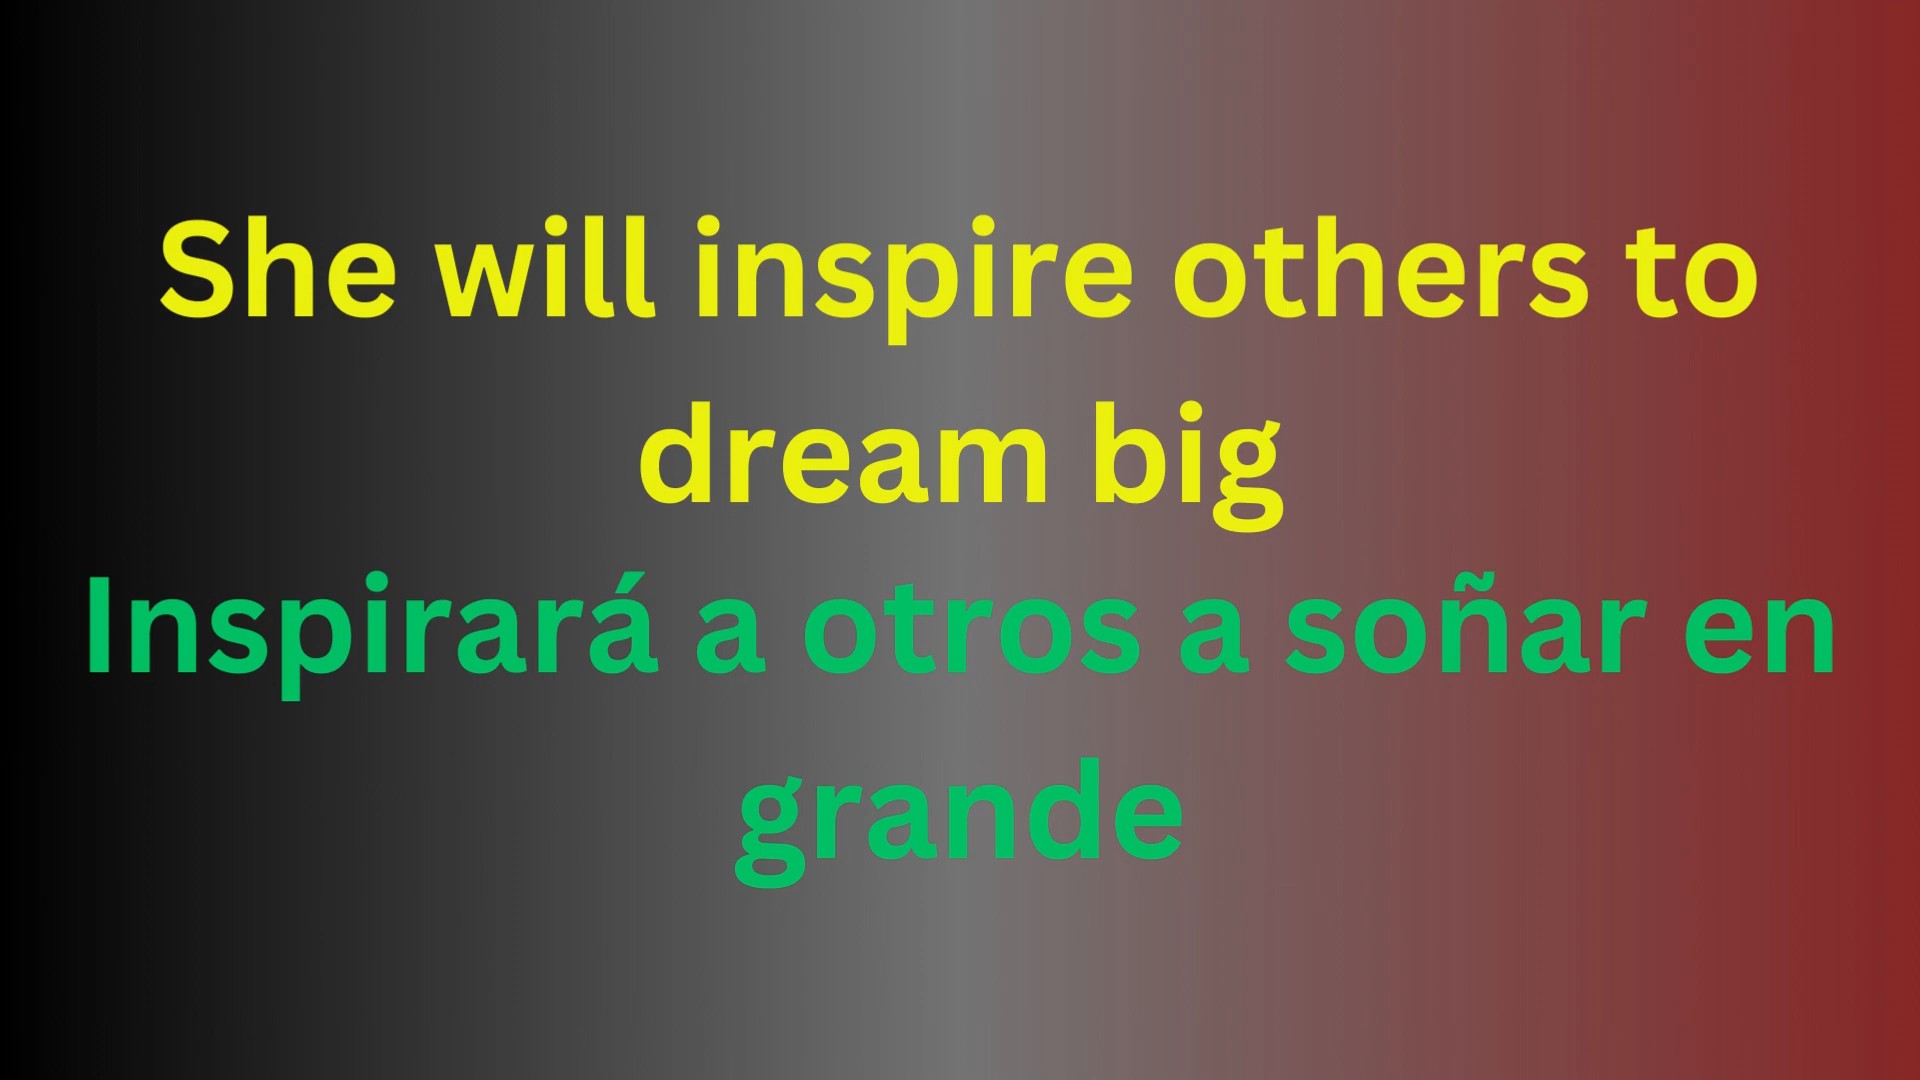 She will inspire others to
dream big
Inspirará a otros a soñar en
grande